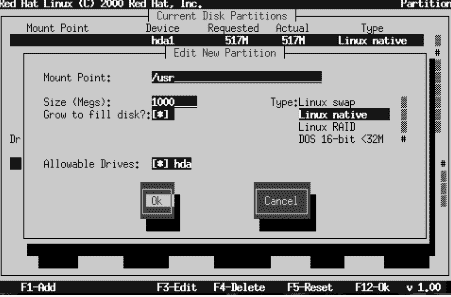 Red Hat Linux (C) 2000 Red Hat, Inc. Partition
Current Disk Partitions
Mount Point Device Requested Actual Type
hda1 517M 517M Linux native
Edit New Partition
Mount Point: /usr
Size (Megs): 1000 Type: Linux swap
Grow to fill disk?: [*] Linux native
Linux RAID
Dr DOS 16-bit <32M #
Allowable Drives: [*] hda
Ok Cancel
F1-Add F3-Edit F4-Delete F5-Reset F12-Ok v 1.00